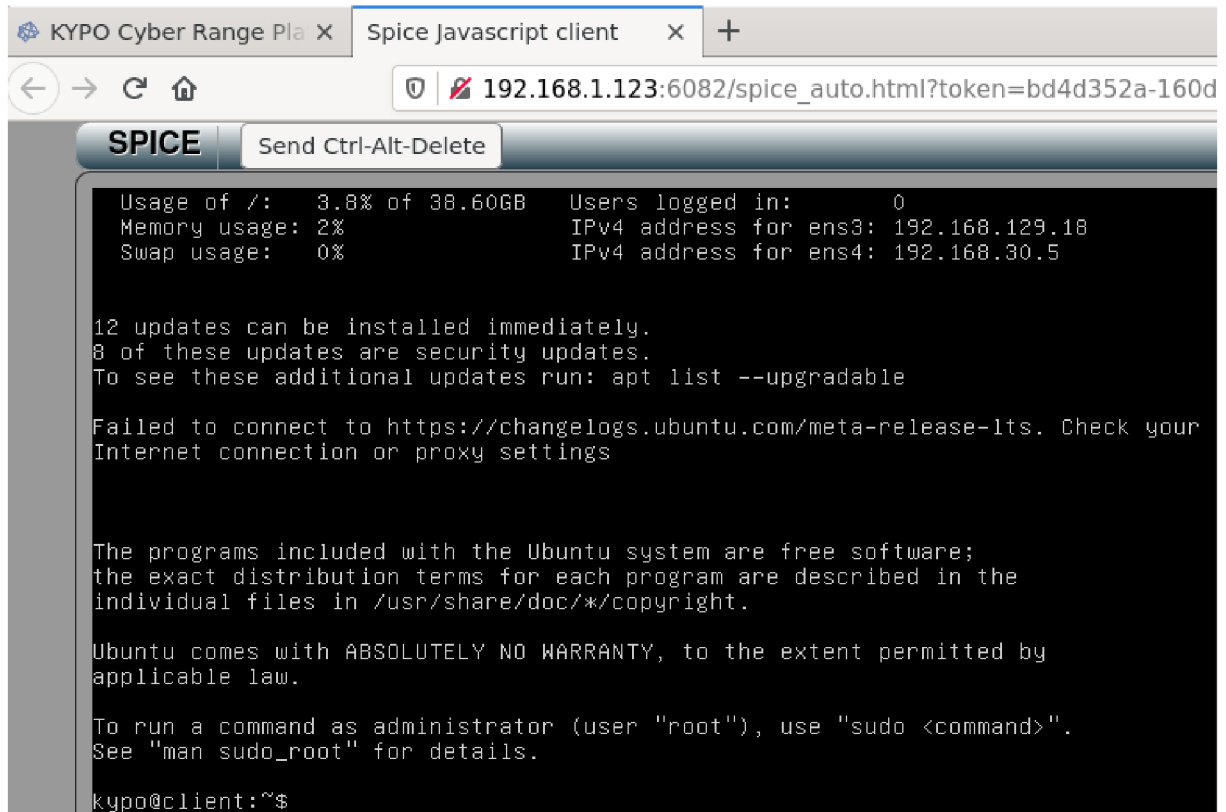 KYPO Cyber Range Pla
Spice Javascript client
192.168.1.123:6082/spice_auto.html?token=bd4d352a-160d
SPICE
Send Ctrl-Alt-Delete
Usage of /: 3.8% of 38.60GB Users logged in: 0
Memory usage: 2% IPv4 address for ens3: 192.168.129.18
Swap usage: 0% IPv4 address for ens4: 192.168.30.5
12 updates can be installed immediately.
8 of these updates are security updates.
To see these additional updates run: apt list --upgradable
Failed to connect to https://changelogs.ubuntu.com/meta-release-lts. Check your
Internet connection or proxy settings
The programs included with the Ubuntu system are free software;
the exact distribution terms for each program are described in the
individual files in /usr/share/doc/*/copyright.
Ubuntu comes with ABSOLUTELY NO WARRANTY, to the extent permitted by
applicable law.
To run a command as administrator (user "root"), use "sudo <command>".
See "man sudo_root" for details.
kypo@client:~$